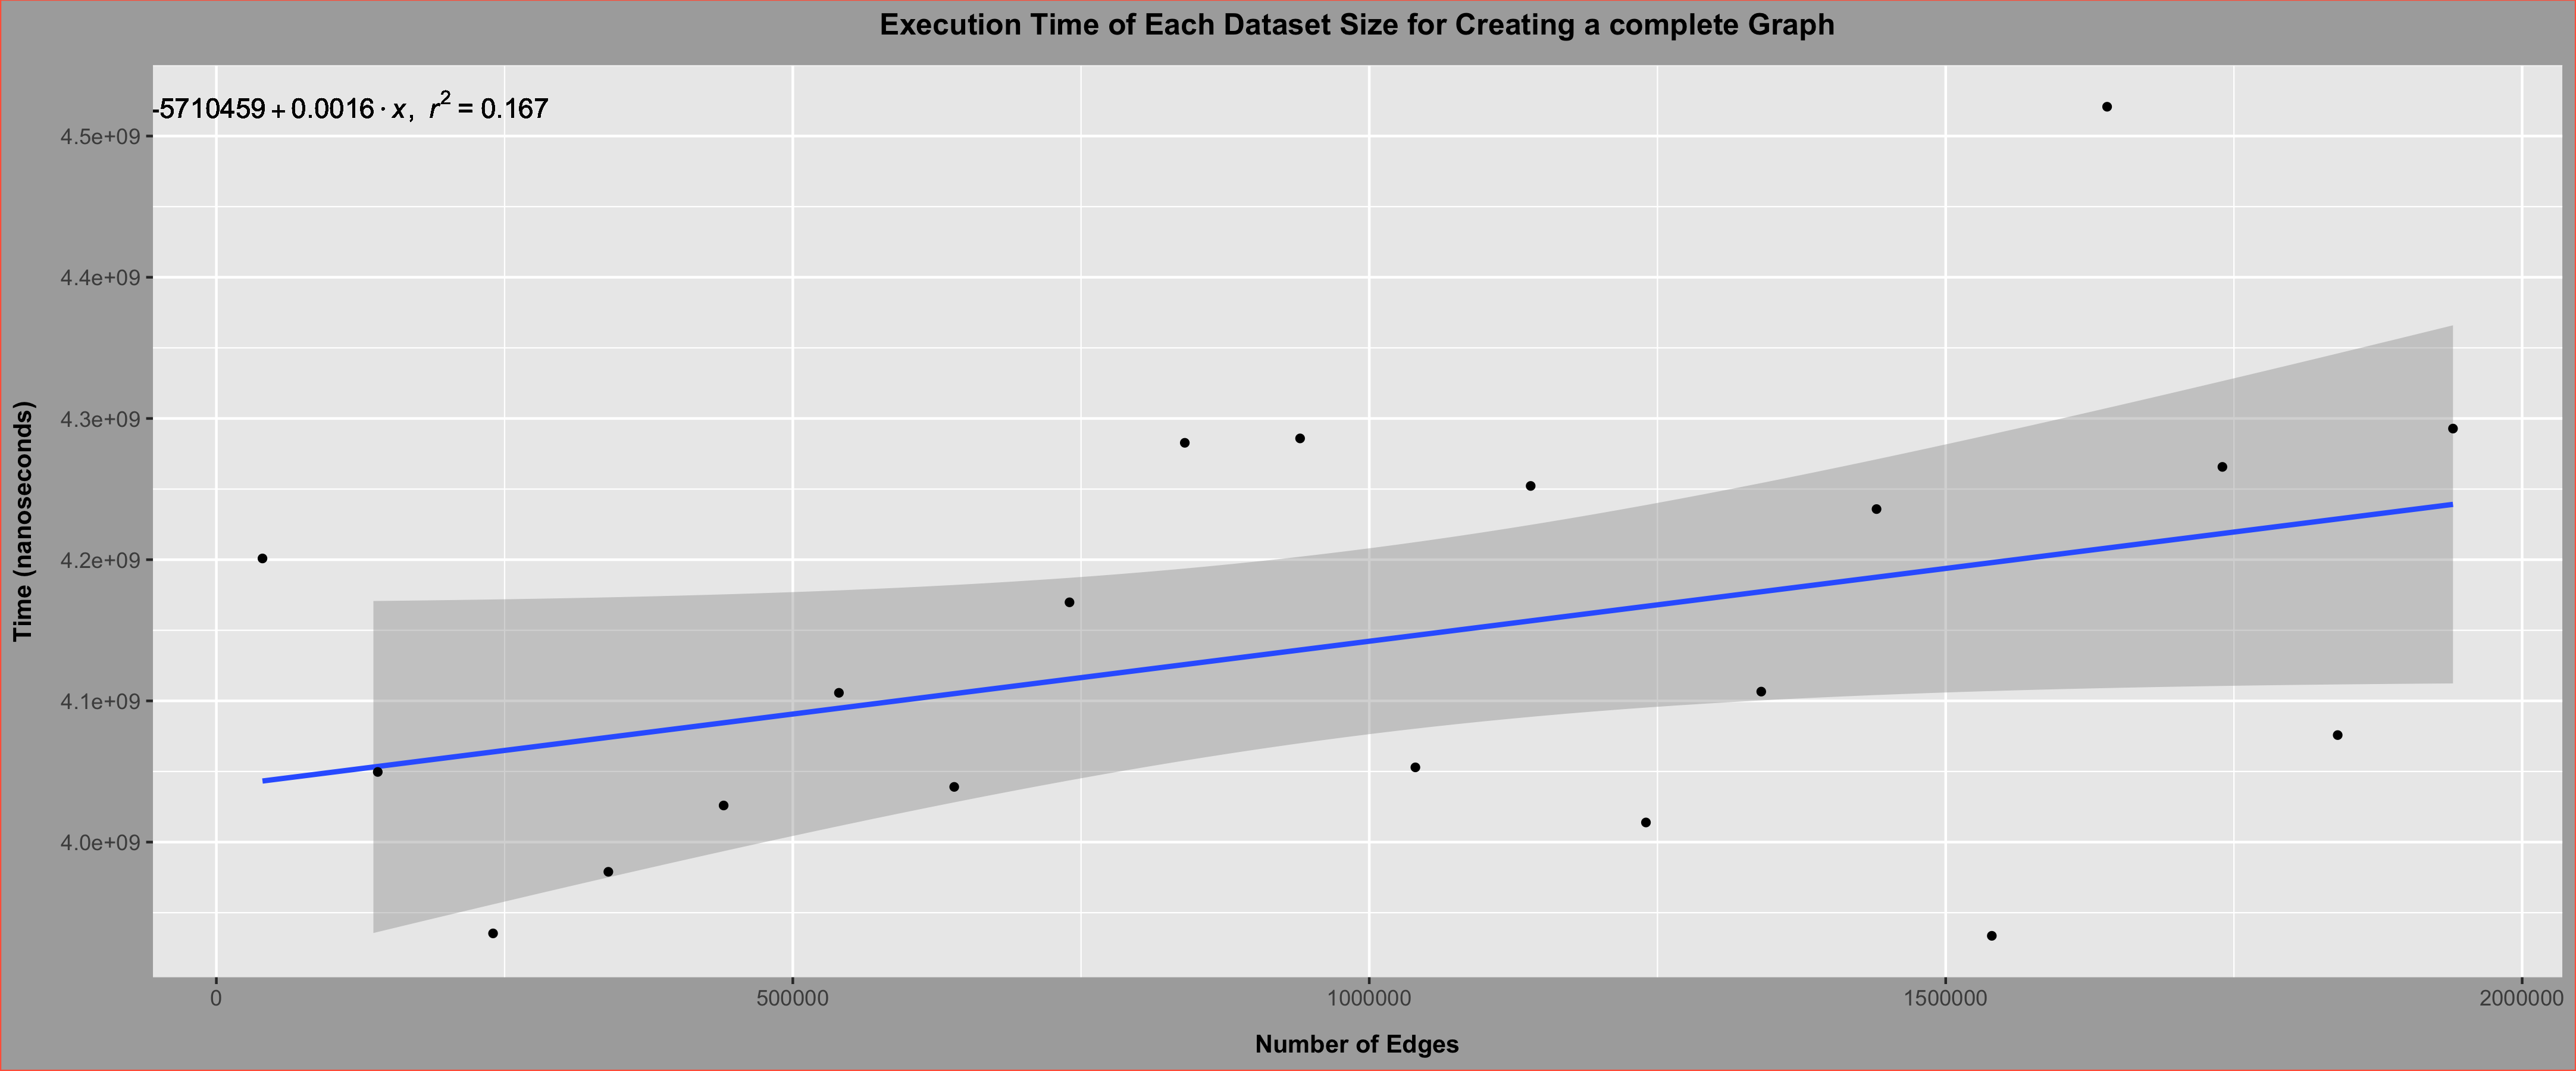 Execution Time of Each Dataset Size for Creating a complete Graph
-5710459 + 0.0016 · x, r² = 0.167
4.5e+09
4.4e+09
4.3e+09
4.2e+09
4.1e+09
4.0e+09
Time (nanoseconds)
0 500000 1000000 1500000 2000000
Number of Edges